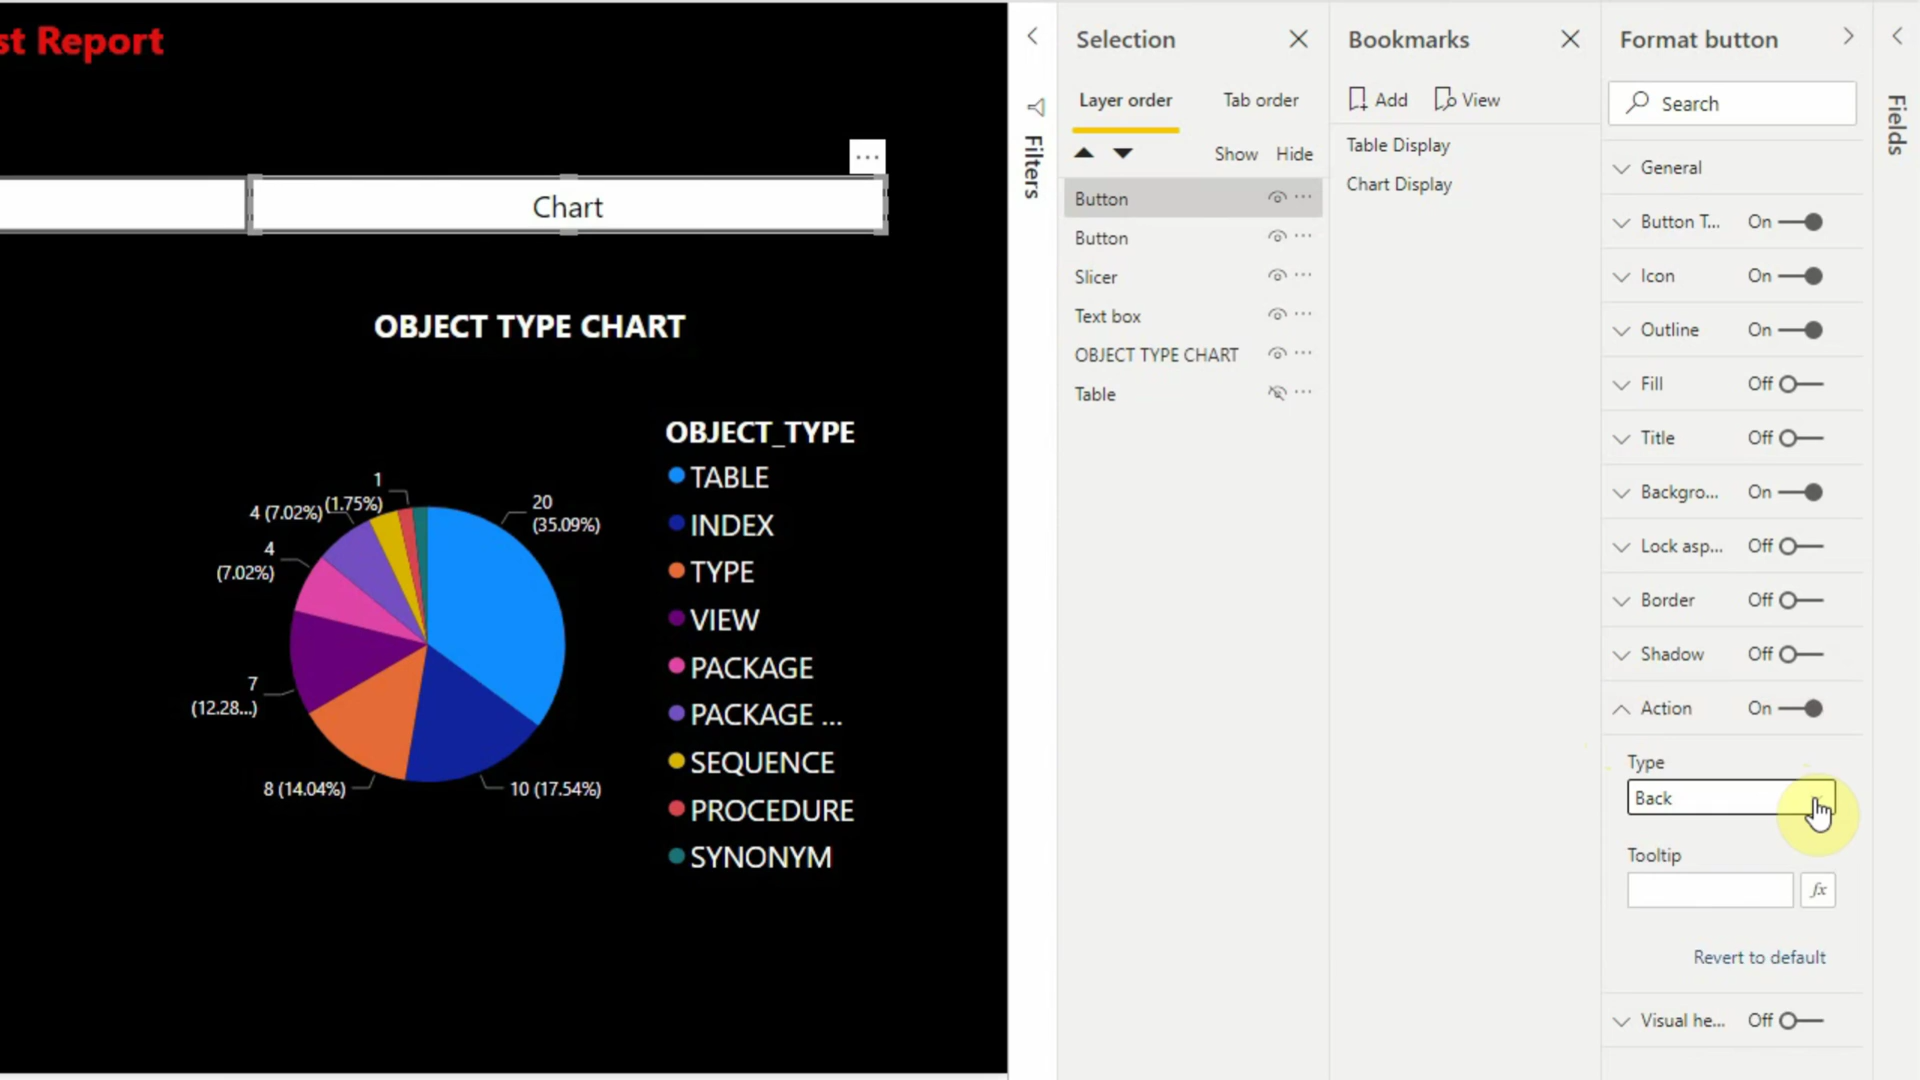 st Report
Chart
OBJECT TYPE CHART
1
(1.75%)
4 (7.02%)
4
(7.02%)
7
(12.28...)
8 (14.04%)
10 (17.54%)
20
(35.09%)
OBJECT_TYPE
TABLE
INDEX
TYPE
VIEW
PACKAGE
PACKAGE ...
SEQUENCE
PROCEDURE
SYNONYM
Filters
Selection
Layer order Tab order
Show Hide
Button
Button
Slicer
Text box
OBJECT TYPE CHART
Table
Bookmarks
Add View
Table Display
Chart Display
Format button
Search
General
Button T... On
Icon On
Outline On
Fill Off
Title Off
Backgro... On
Lock asp... Off
Border Off
Shadow Off
Action On
Type
Back
Tooltip
fx
Revert to default
Visual he... Off
Fields